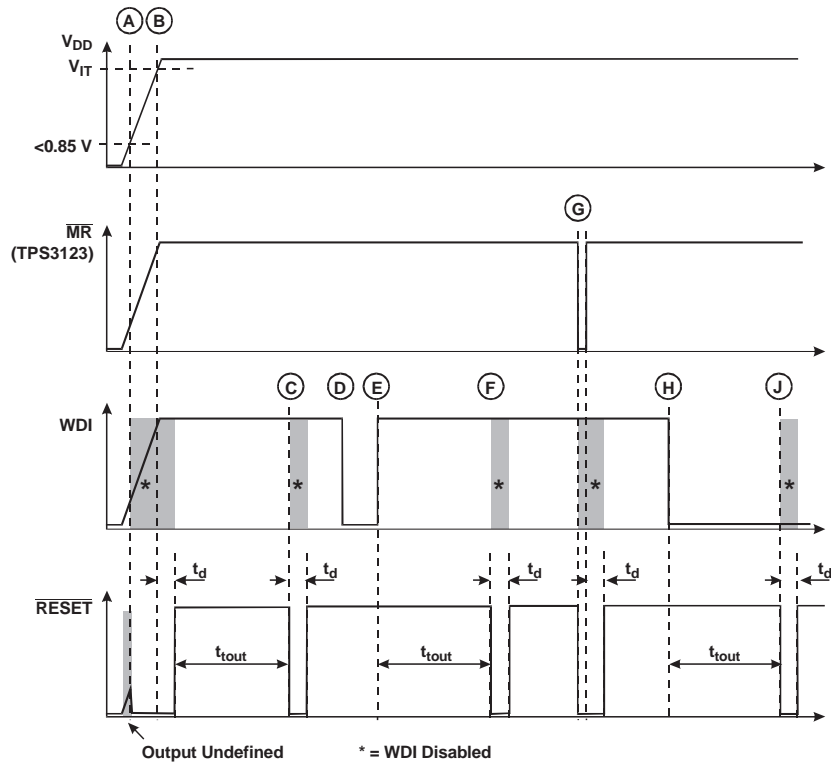 A B
VDD
VIT
<0.85 V
G
MR
(TPS3123)
C D E F H J
WDI
* * * * *
td td td td td
RESET
ttout ttout ttout
Output Undefined * = WDI Disabled